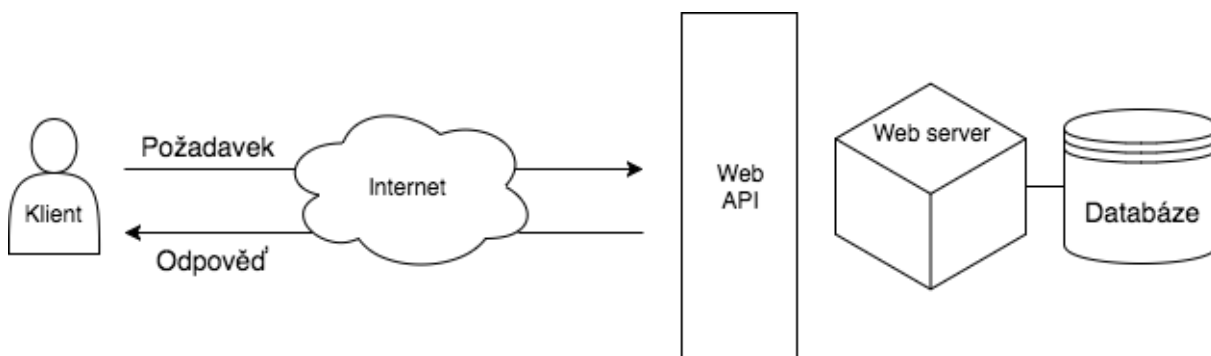 Klient
Požadavek
Internet
Odpověď
Web
API
Web server
Databáze